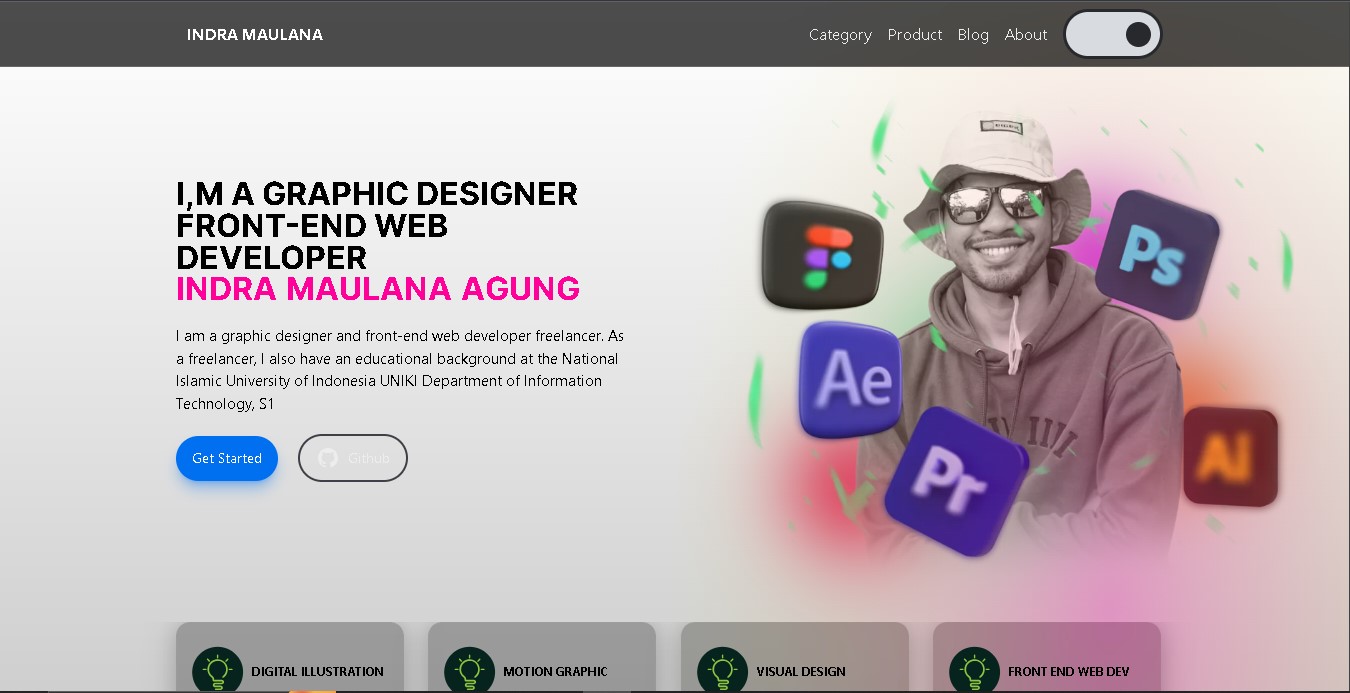 INDRA MAULANA
Category Product Blog About
I,M A GRAPHIC DESIGNER
FRONT-END WEB
DEVELOPER
INDRA MAULANA AGUNG
I am a graphic designer and front-end web developer freelancer. As
a freelancer, I also have an educational background at the National
Islamic University of Indonesia UNIKI Department of Information
Technology, S1
Get Started Github
Ps
Ae
Pr
Ai
DIGITAL ILLUSTRATION MOTION GRAPHIC VISUAL DESIGN FRONT END WEB DEV